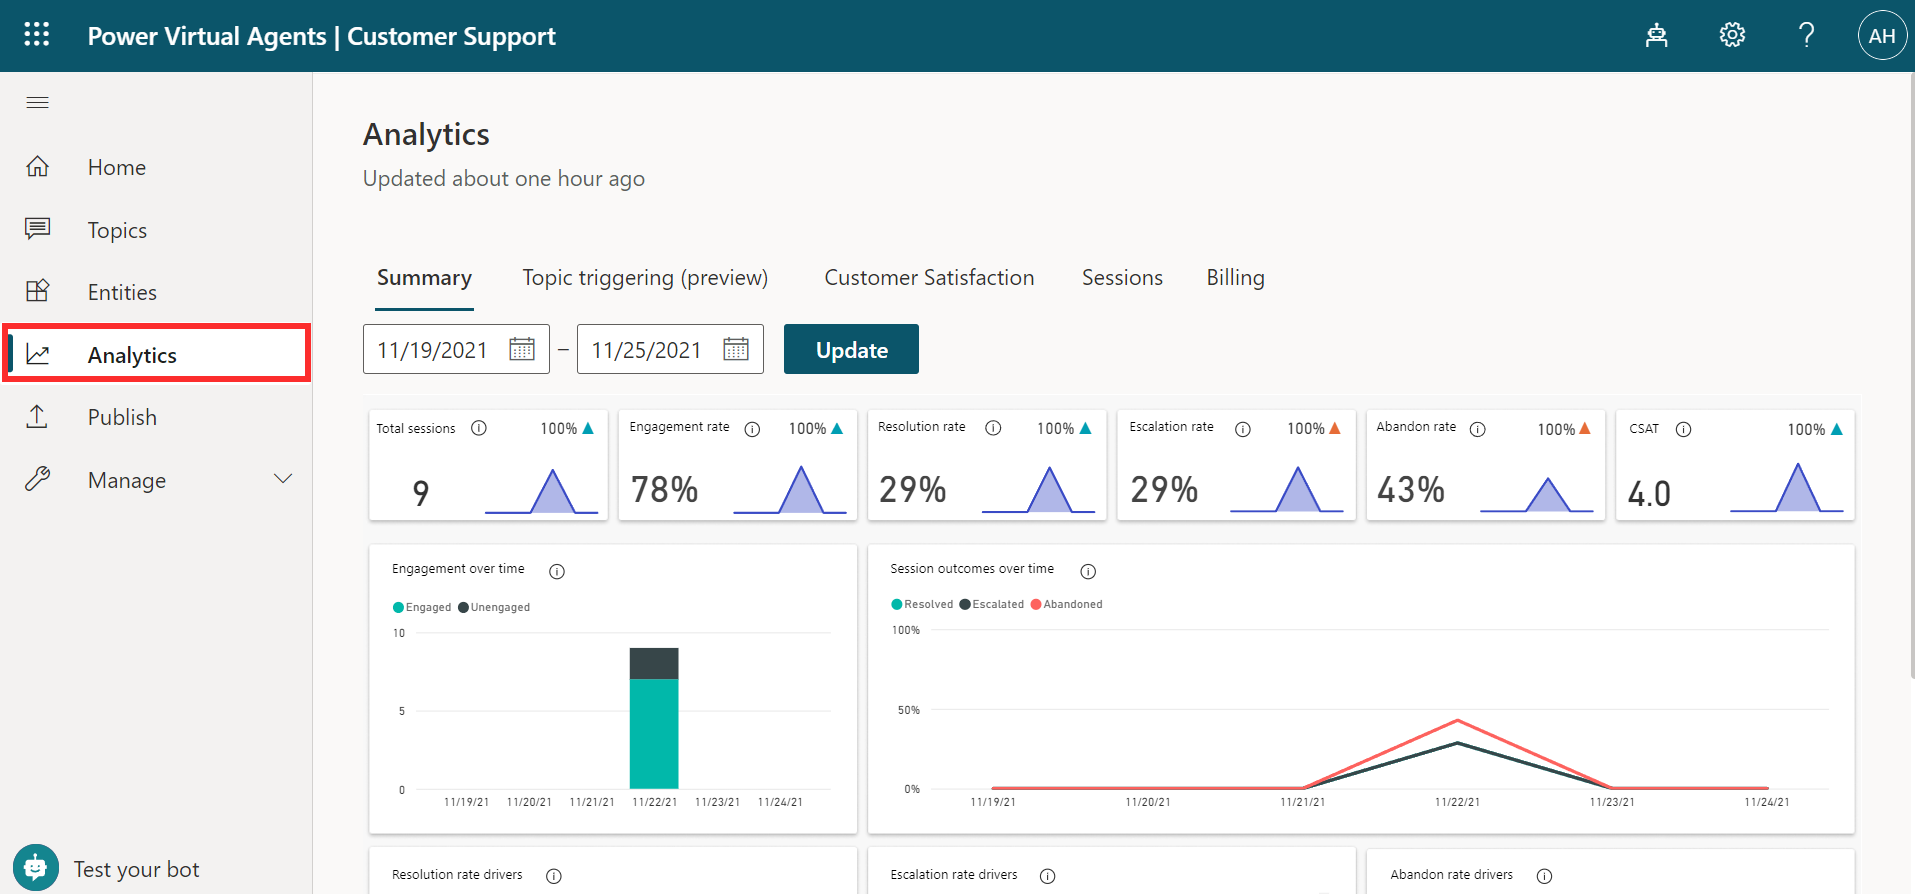 Power Virtual Agents | Customer Support
AH
Home
Topics
Entities
Analytics
Publish
Manage
Test your bot
Analytics
Updated about one hour ago
Summary Topic triggering (preview) Customer Satisfaction Sessions Billing
11/19/2021 – 11/25/2021 Update
Total sessions 100%
9
Engagement rate 100%
78%
Resolution rate 100%
29%
Escalation rate 100%
29%
Abandon rate 100%
43%
CSAT 100%
4.0
Engagement over time
Engaged Unengaged
10
5
0
11/19/21 11/20/21 11/21/21 11/22/21 11/23/21 11/24/21
Session outcomes over time
Resolved Escalated Abandoned
100%
50%
0%
11/19/21 11/20/21 11/21/21 11/22/21 11/23/21 11/24/21
Resolution rate drivers
Escalation rate drivers
Abandon rate drivers